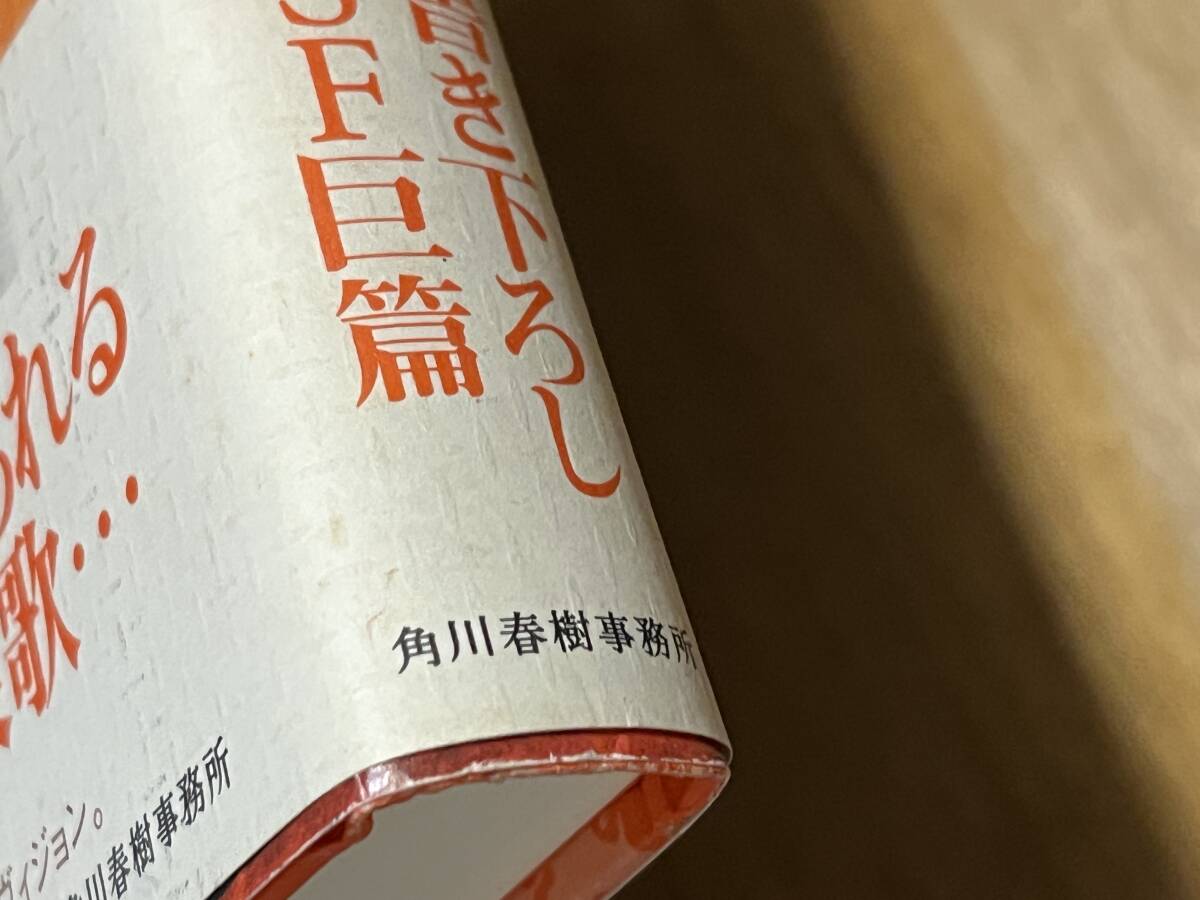 書き下ろし
SF巨篇
角川春樹事務所
れる
歌…
ヴィジョン。
角川春樹事務所